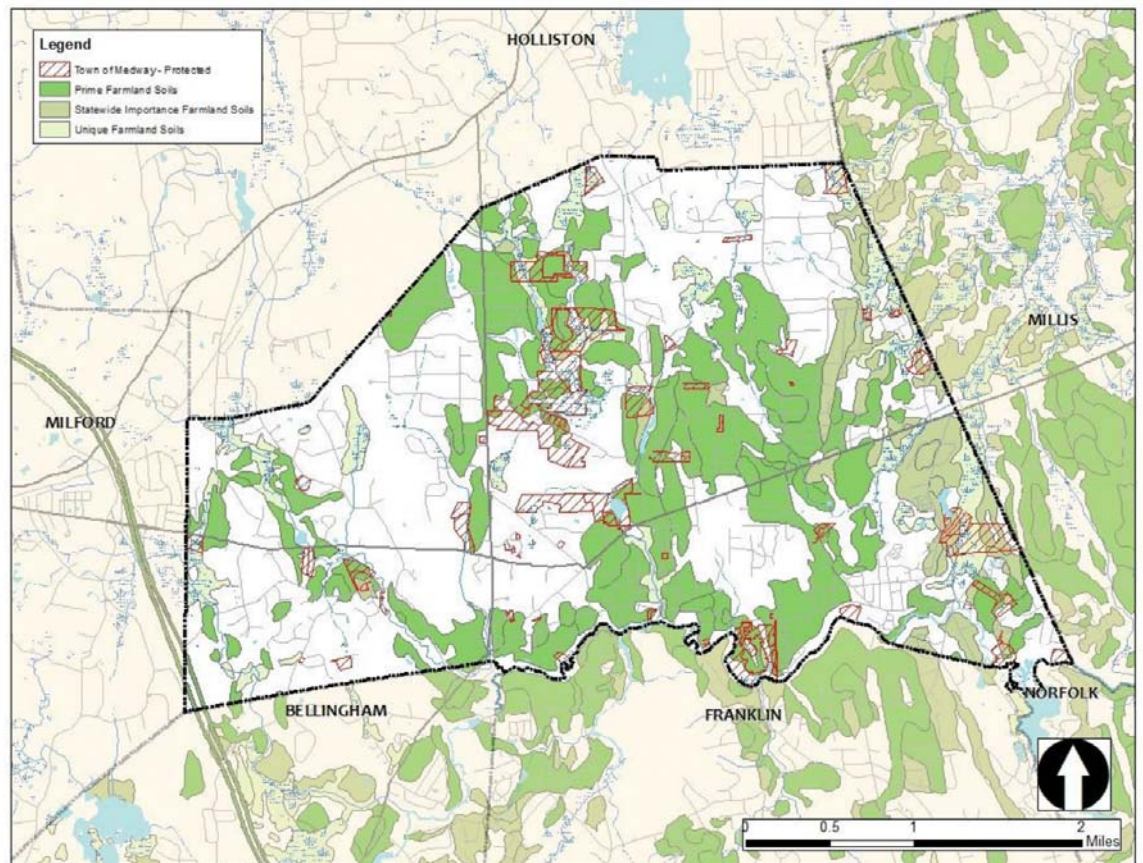 Legend
Town of Medway - Protected
Prime Farmland Soils
Statewide Importance Farmland Soils
Unique Farmland Soils
HOLLISTON
MILLIS
MILFORD
BELLINGHAM
FRANKLIN
NORFOLK
0 0.5 1 2
Miles